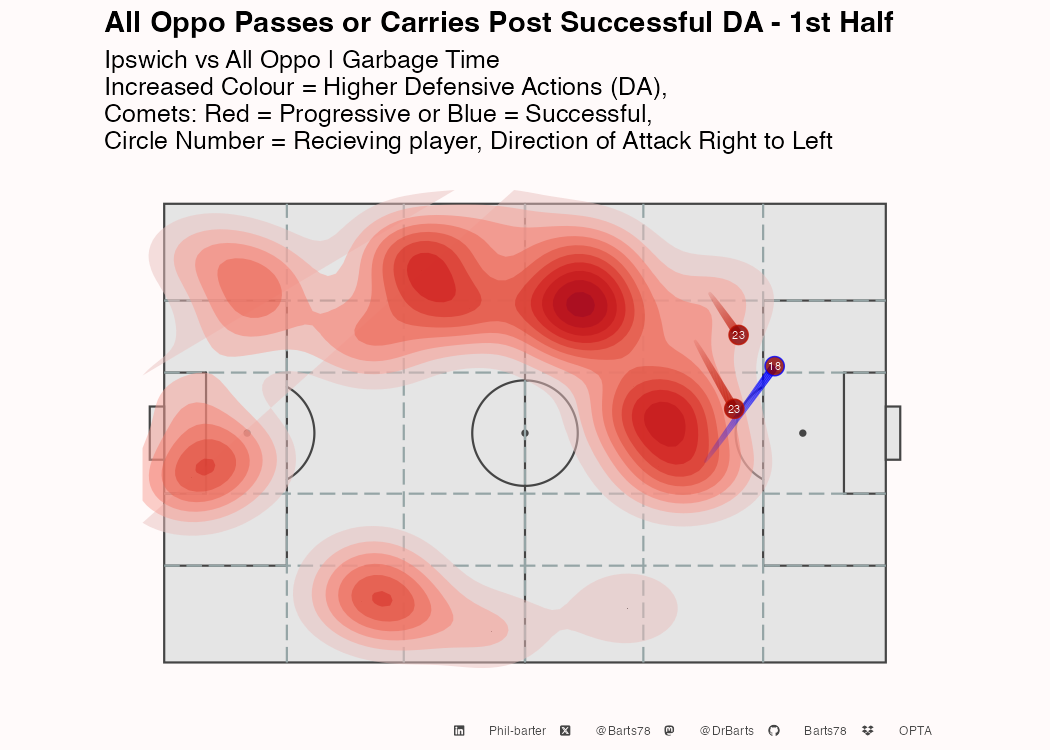 All Oppo Passes or Carries Post Successful DA - 1st Half
Ipswich vs All Oppo | Garbage Time
Increased Colour = Higher Defensive Actions (DA),
Comets: Red = Progressive or Blue = Successful,
Circle Number = Recieving player, Direction of Attack Right to Left
23
18
23
Phil-barter @Barts78 @DrBarts Barts78 OPTA